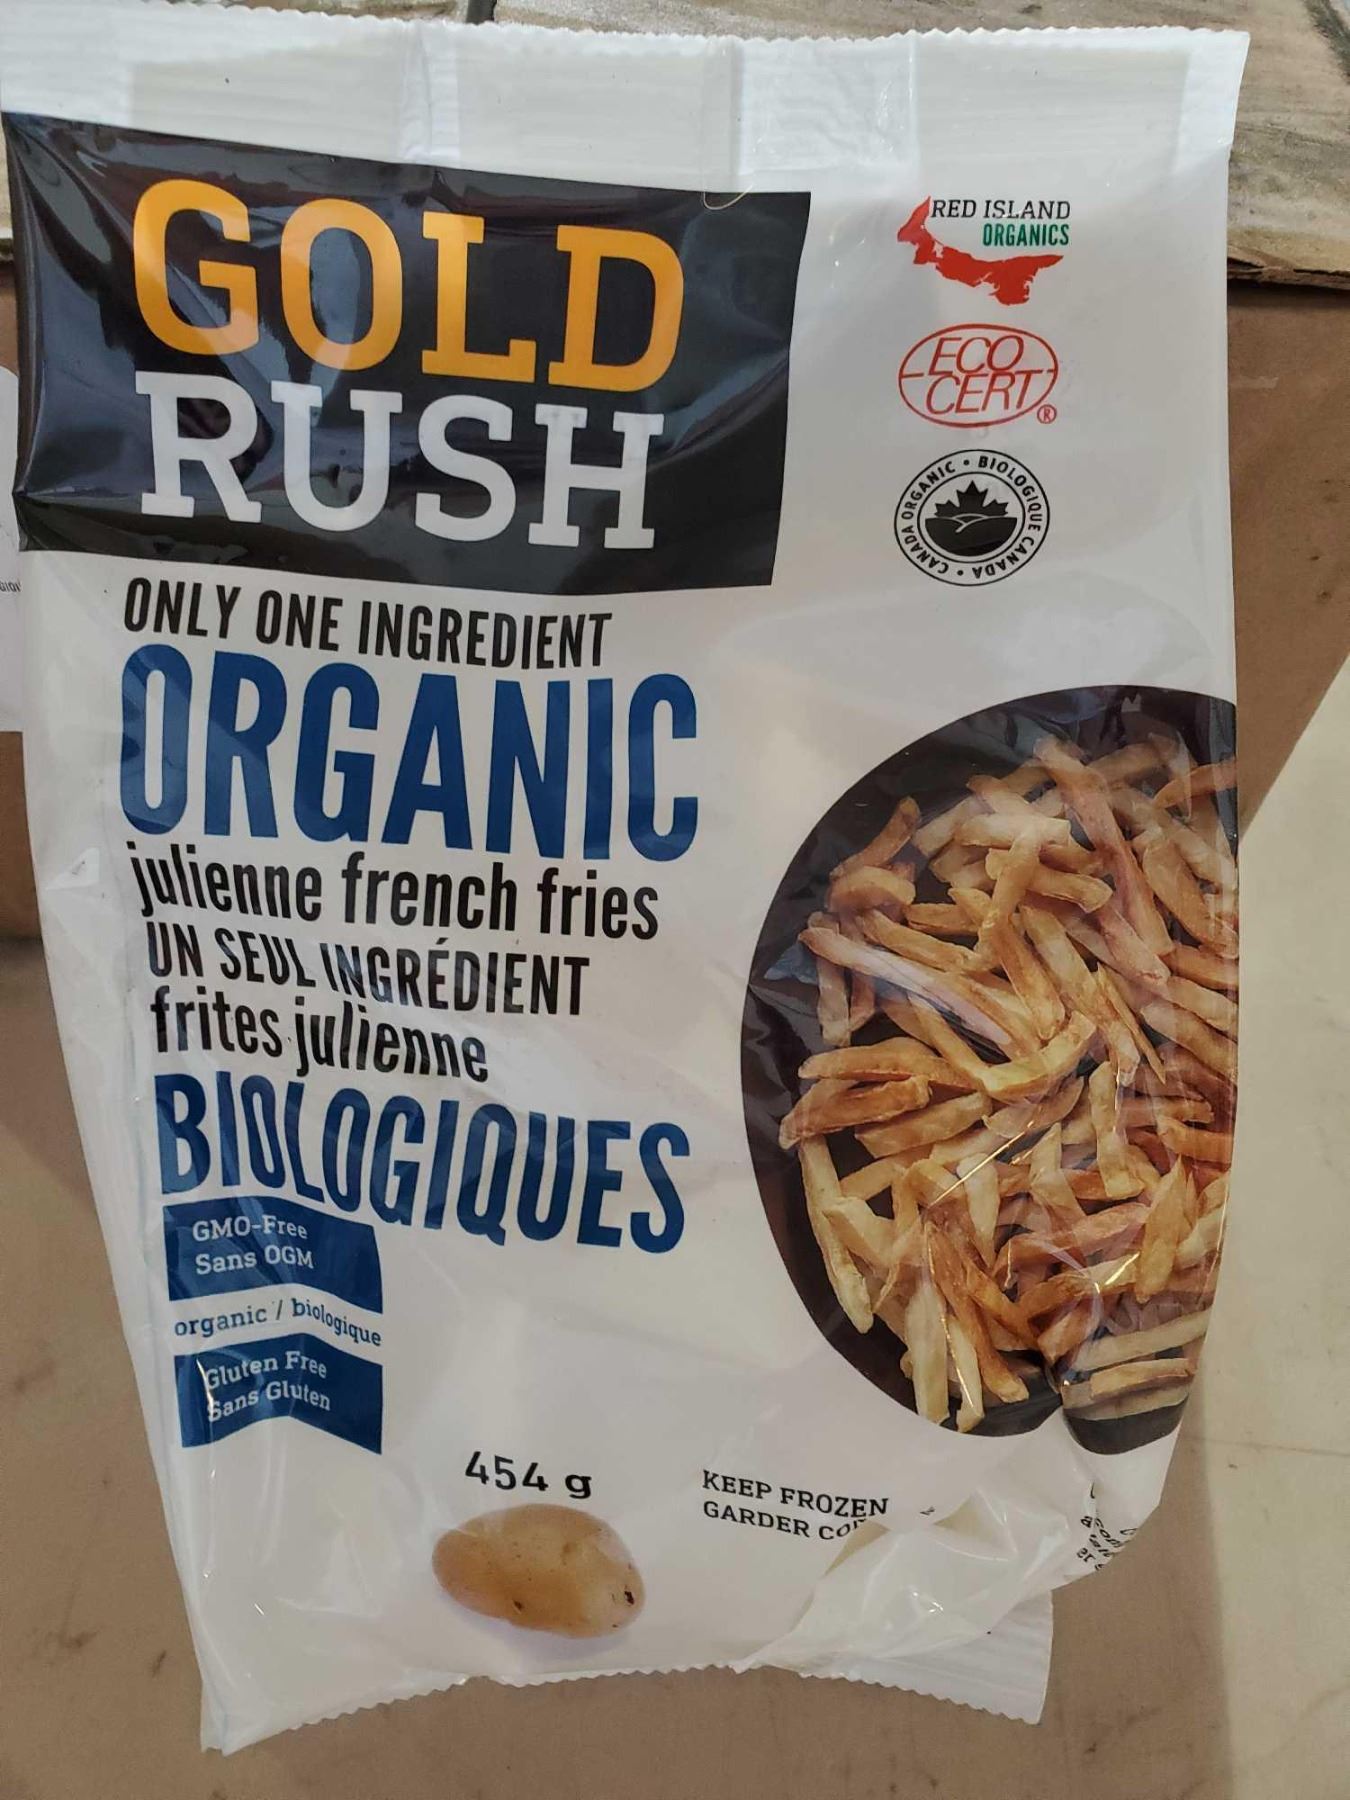 GOLD
RUSH
RED ISLAND
ORGANICS
ECO
CERT®
CANADA ORGANIC • BIOLOGIQUE CANADA •
ONLY ONE INGREDIENT
ORGANIC
julienne french fries
UN SEUL INGRÉDIENT
frites julienne
BIOLOGIQUES
GMO-Free
Sans OGM
organic / biologique
Gluten Free
Sans Gluten
454 g
KEEP FROZEN
GARDER